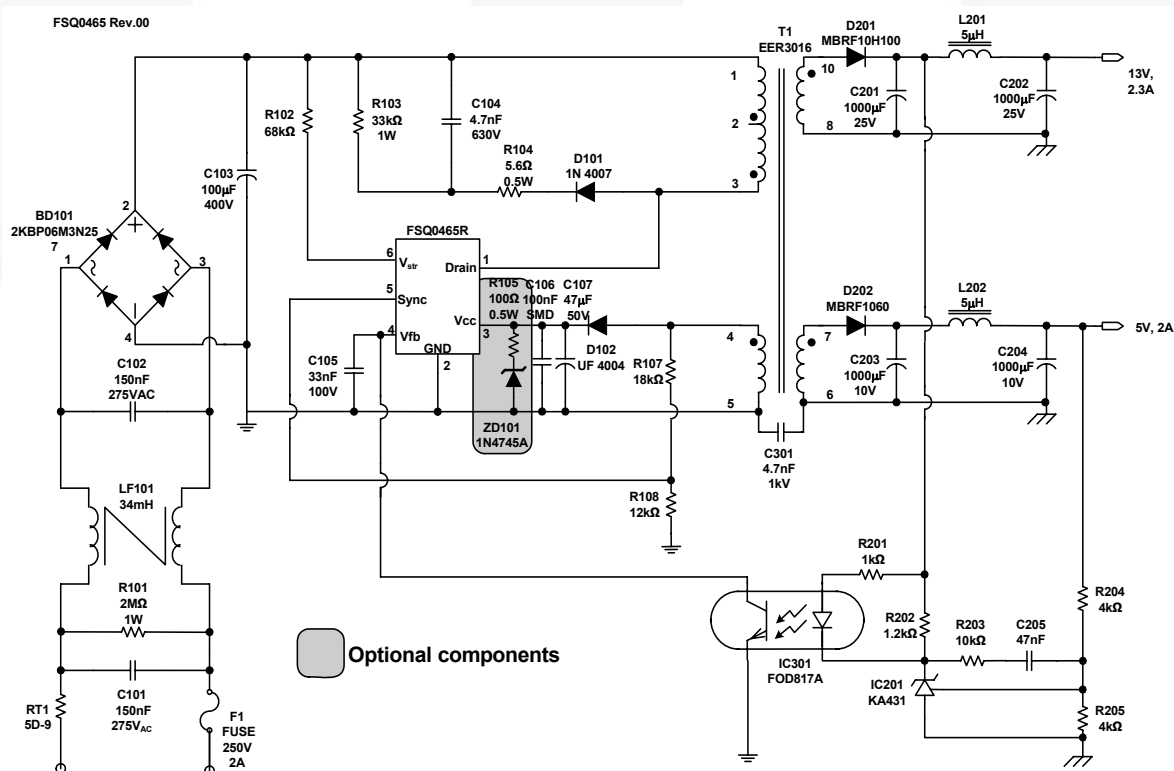 FSQ0465 Rev.00
T1
EER3016
D201
MBRF10H100
L201
5μH
1
10
2
3
8
C201
1000μF
25V
C202
1000μF
25V
13V,
2.3A
R102
68kΩ
R103
33kΩ
1W
C104
4.7nF
630V
R104
5.6Ω
0.5W
D101
1N 4007
C103
100μF
400V
BD101
2KBP06M3N25
7
2
1
3
4
FSQ0465R
6
Vstr
Drain
1
5
Sync
4
Vfb
Vcc
3
GND
2
R105
100Ω
0.5W
C106
100nF
SMD
C107
47μF
50V
D102
UF 4004
R107
18kΩ
4
5
7
6
D202
MBRF1060
L202
5μH
C203
1000μF
10V
C204
1000μF
10V
5V, 2A
C105
33nF
100V
ZD101
1N4745A
C102
150nF
275VAC
C301
4.7nF
1kV
LF101
34mH
R108
12kΩ
R101
2MΩ
1W
R201
1kΩ
R202
1.2kΩ
R203
10kΩ
C205
47nF
R204
4kΩ
IC301
FOD817A
IC201
KA431
R205
4kΩ
Optional components
C101
150nF
275VAC
RT1
5D-9
F1
FUSE
250V
2A